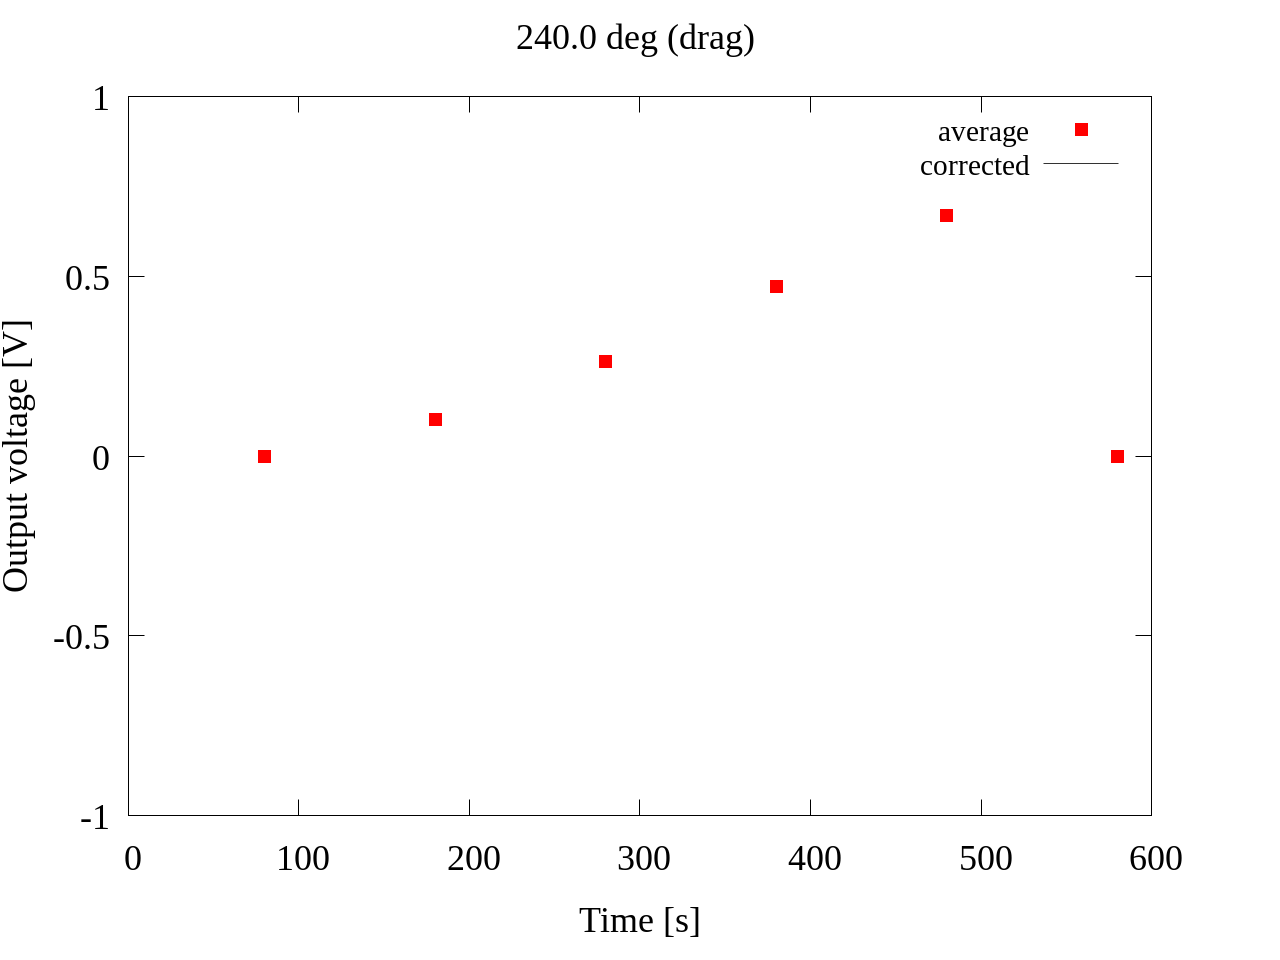 240.0 deg (drag)
average
corrected
1
0.5
0
-0.5
-1
Output voltage [V]
0 100 200 300 400 500 600
Time [s]